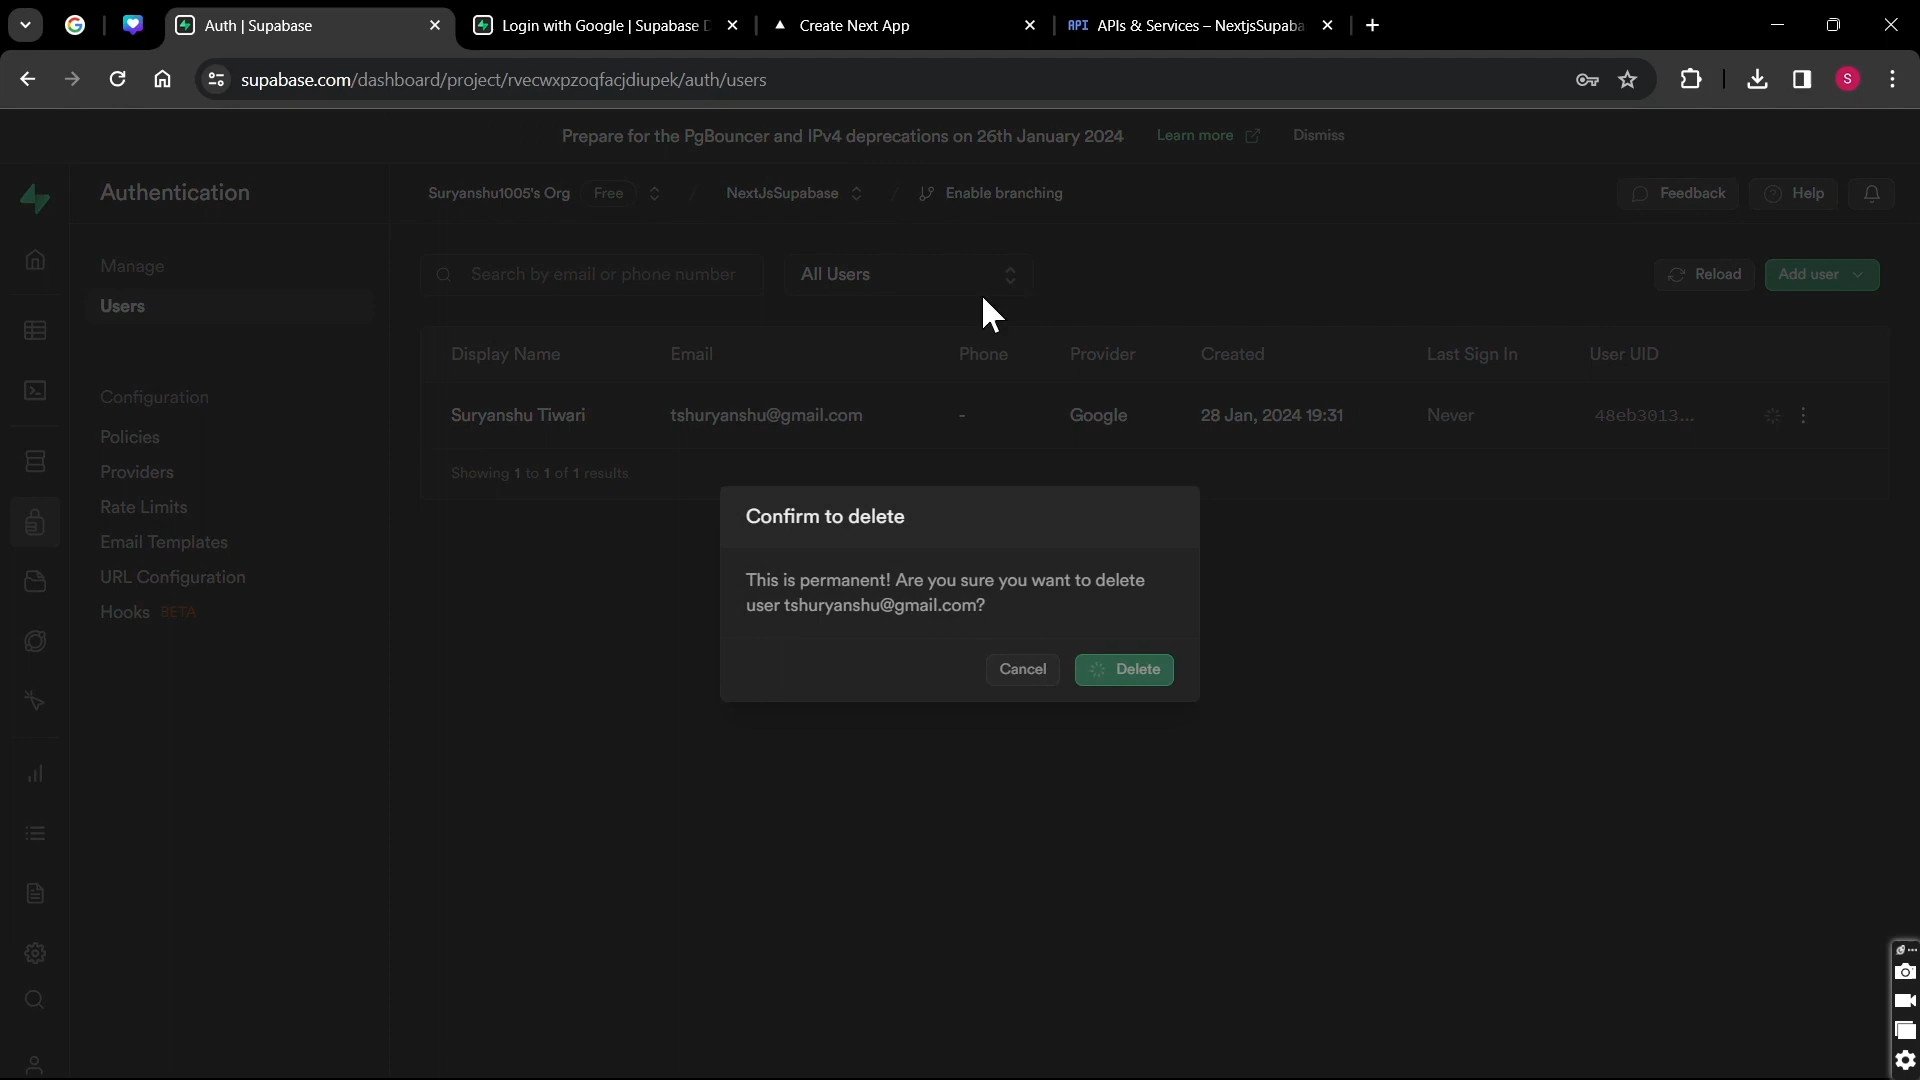 Auth | Supabase
Login with Google | Supabase D
Create Next App
API APIs & Services – NextjsSupaba
supabase.com/dashboard/project/rvecwxpzoqfacjdiupek/auth/users
S
Prepare for the PgBouncer and IPv4 deprecations on 26th January 2024 Learn more Dismiss
Authentication
Suryanshu1005's Org Free / NextJsSupabase / Enable branching
Feedback Help
Manage
Users
Configuration
Policies
Providers
Rate Limits
Email Templates
URL Configuration
Hooks BETA
Search by email or phone number
All Users
Reload
Add user
Display Name Email Phone Provider Created Last Sign In User UID
Suryanshu Tiwari tshuryanshu@gmail.com - Google 28 Jan, 2024 19:31 Never 48eb3013...
Showing 1 to 1 of 1 results
Confirm to delete
This is permanent! Are you sure you want to delete
user tshuryanshu@gmail.com?
Cancel Delete